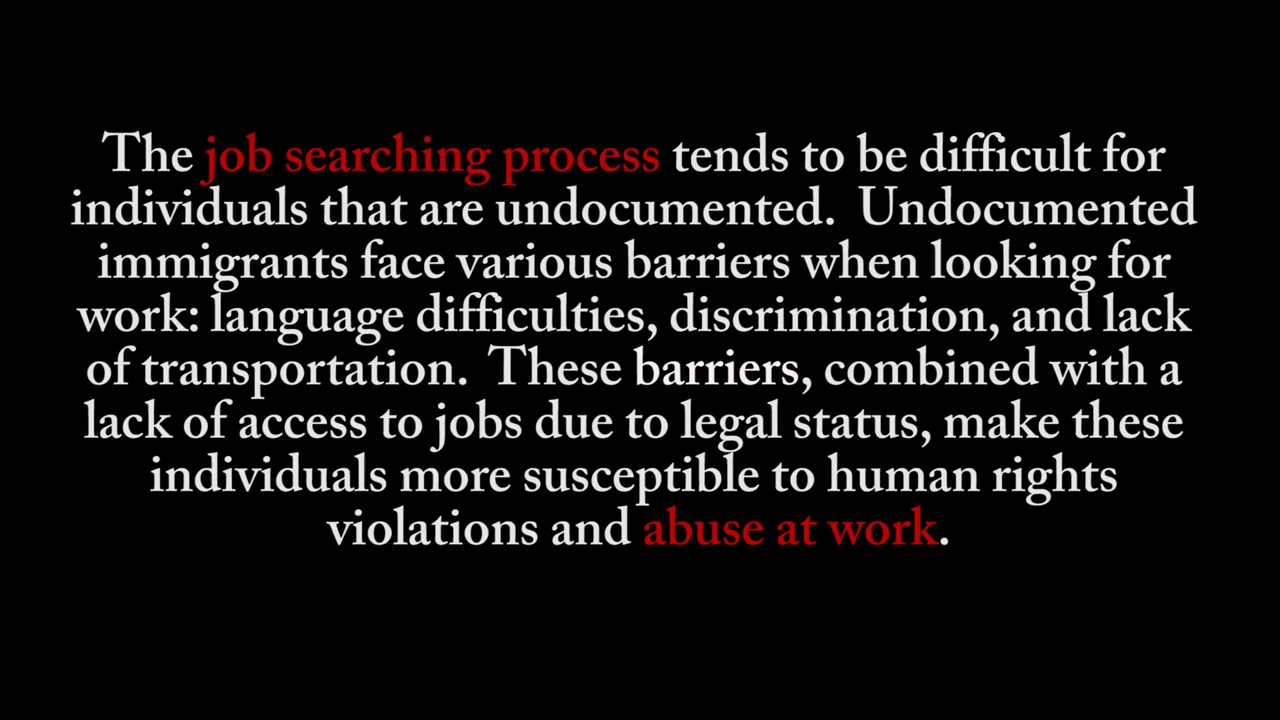 The job searching process tends to be difficult for
individuals that are undocumented.  Undocumented
immigrants face various barriers when looking for
work: language difficulties, discrimination, and lack
of transportation.  These barriers, combined with a
lack of access to jobs due to legal status, make these
individuals more susceptible to human rights
violations and abuse at work.